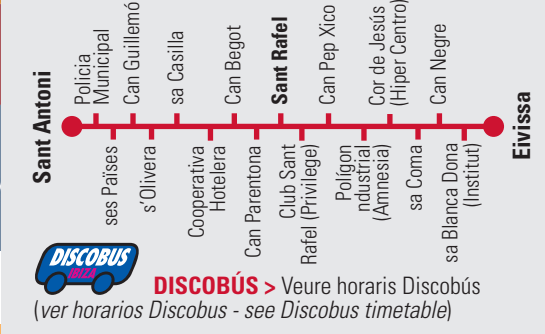 Sant Antoni
Policia
Municipal
ses Països
Can Guillemó
s'Olivera
sa Casilla
Cooperativa
Hotelera
Can Begot
Can Parentona
Sant Rafel
Club Sant
Rafel (Privilege)
Can Pep Xico
Polígon
ndustrial
(Amnesia)
Cor de Jesús
(Hiper Centro)
sa Coma
Can Negre
sa Blanca Dona
(Institut)
Eivissa
DISCOBUS
IBIZA
DISCOBÚS > Veure horaris Discobús
(ver horarios Discobus - see Discobus timetable)